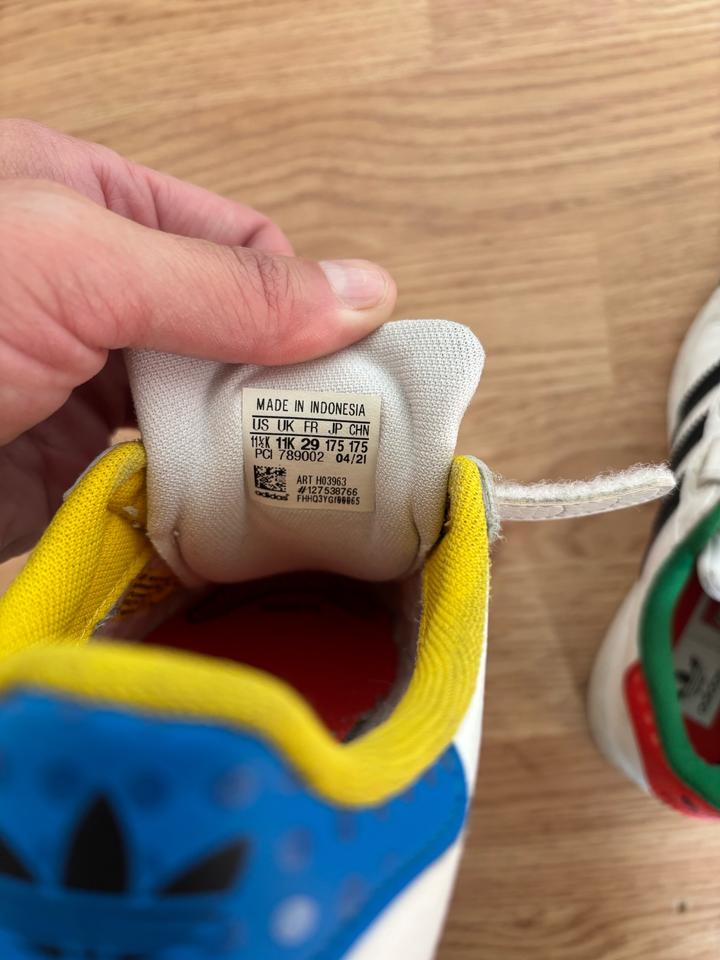 MADE IN INDONESIA
US UK FR JP CHN
11½K 11K 29 175 175
PCI 789002 04/21
ART H03963
#127538766
adidas